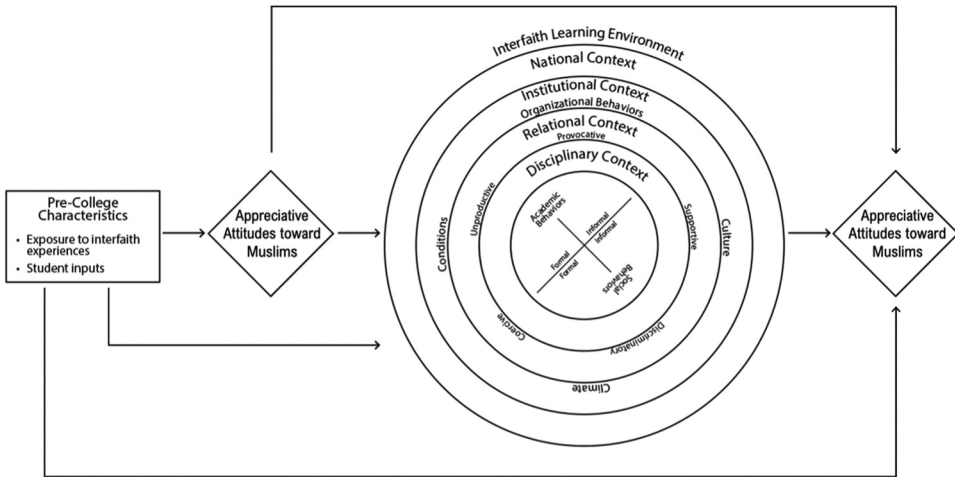 Interfaith Learning Environment
National Context
Institutional Context
Organizational Behaviors
Relational Context
Provocative
Disciplinary Context
Pre-College
Characteristics
• Exposure to interfaith
experiences
• Student inputs
Appreciative
Attitudes toward
Muslims
Conditions
Unproductive
Academic
Behaviors
Informal
Informal
Formal
Formal
Social
Behaviors
Supportive
Culture
Coercive
Discriminatory
Climate
Appreciative
Attitudes toward
Muslims